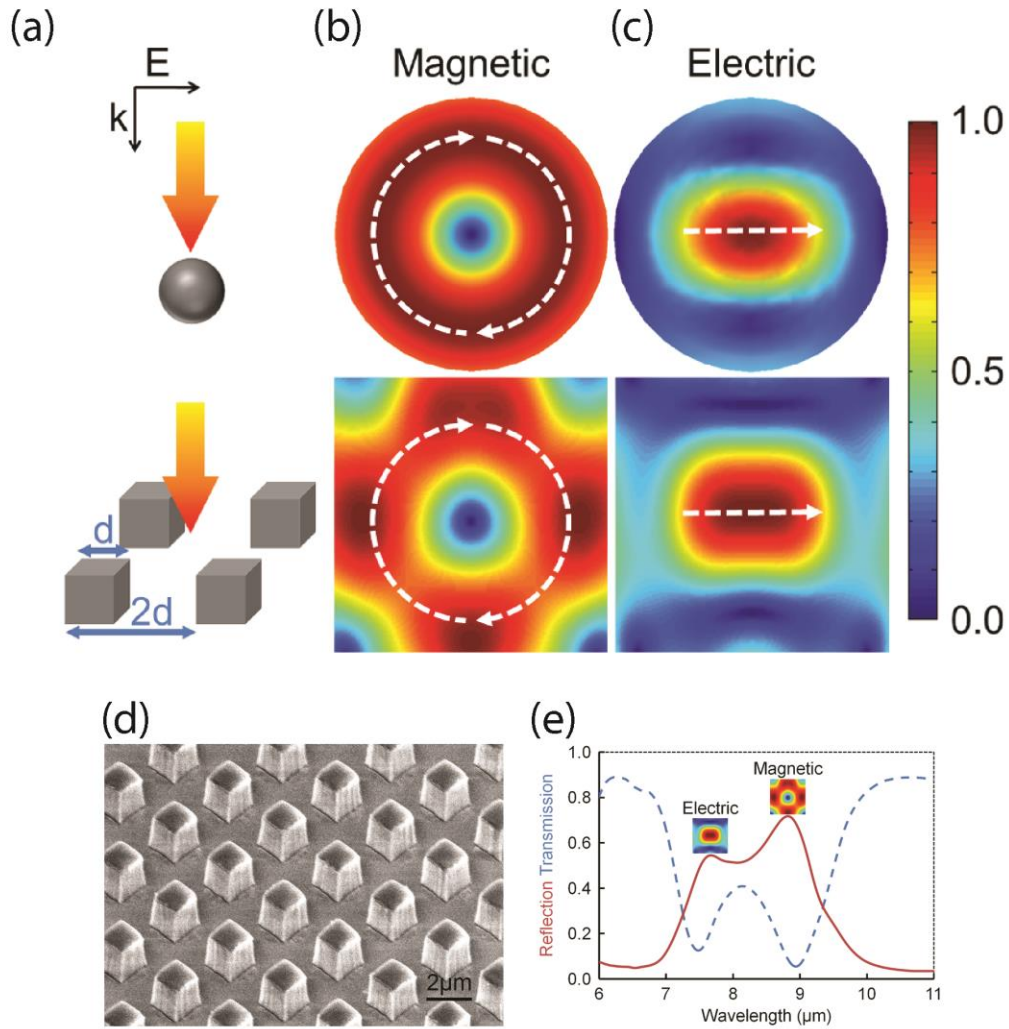 (a)
(b)
(c)
E
k
Magnetic
Electric
1.0
0.5
0.0
d
2d
(d)
(e)
2μm
1.0
0.8
0.6
0.4
0.2
0.0
Reflection Transmission
Electric
Magnetic
6
7
8
9
10
11
Wavelength (μm)